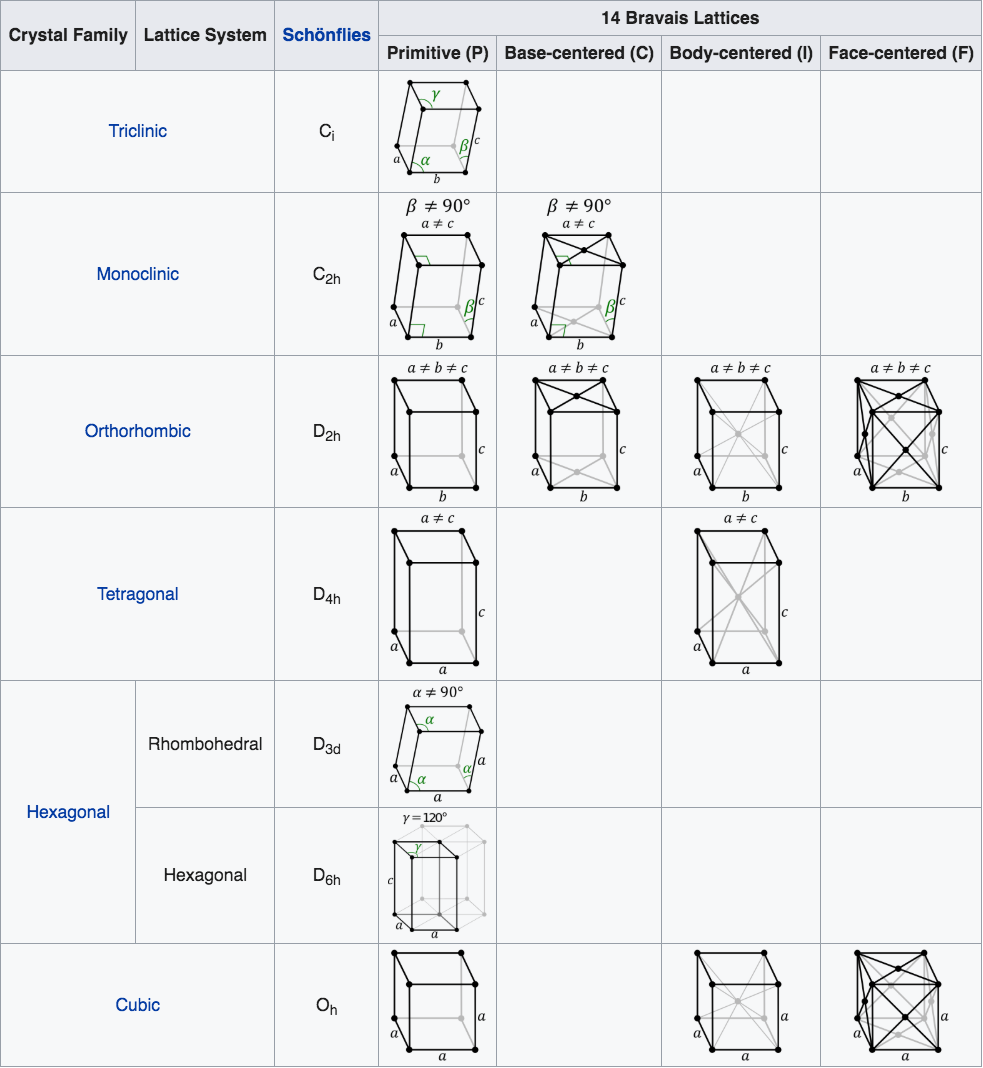 14 Bravais Lattices
Crystal Family Lattice System Schönflies
Primitive (P) Base-centered (C) Body-centered (I) Face-centered (F)
γ
Triclinic Ci
β c
a α
b
β ≠ 90° β ≠ 90°
a ≠ c a ≠ c
Monoclinic C2h
β c β c
a a
b b
a ≠ b ≠ c a ≠ b ≠ c a ≠ b ≠ c a ≠ b ≠ c
Orthorhombic D2h
c c c c
a a a a
b b b b
a ≠ c a ≠ c
Tetragonal D4h
c c
a a
a a
α ≠ 90°
α
Rhombohedral D3d
a
α
a α
a
Hexagonal
γ = 120°
γ
Hexagonal D6h
c
a
a
Cubic Oh
a a a
a a a
a a a